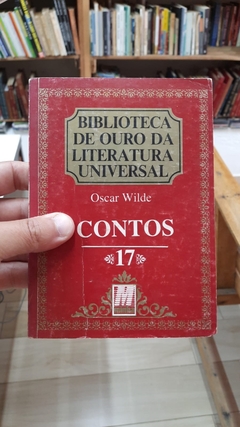 BIBLIOTECA
DE OURO DA
LITERATURA
UNIVERSAL
Oscar Wilde
CONTOS
17